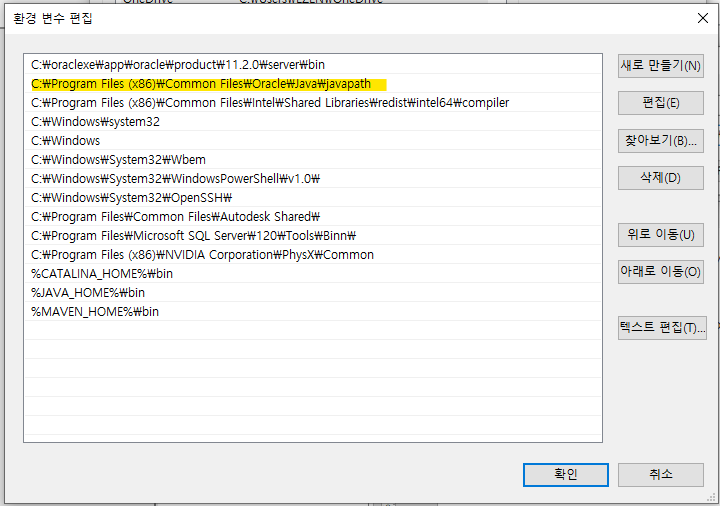 환경 변수 편집
C:₩oraclexe₩app₩oracle₩product₩11.2.0₩server₩bin
C:₩Program Files (x86)₩Common Files₩Oracle₩Java₩javapath
C:₩Program Files (x86)₩Common Files₩Intel₩Shared Libraries₩redist₩intel64₩compiler
C:₩Windows₩system32
C:₩Windows
C:₩Windows₩System32₩Wbem
C:₩Windows₩System32₩WindowsPowerShell₩v1.0₩
C:₩Windows₩System32₩OpenSSH₩
C:₩Program Files₩Common Files₩Autodesk Shared₩
C:₩Program Files₩Microsoft SQL Server₩120₩Tools₩Binn₩
C:₩Program Files (x86)₩NVIDIA Corporation₩PhysX₩Common
%CATALINA_HOME%₩bin
%JAVA_HOME%₩bin
%MAVEN_HOME%₩bin
새로 만들기(N)
편집(E)
찾아보기(B)...
삭제(D)
위로 이동(U)
아래로 이동(O)
텍스트 편집(T)...
확인
취소